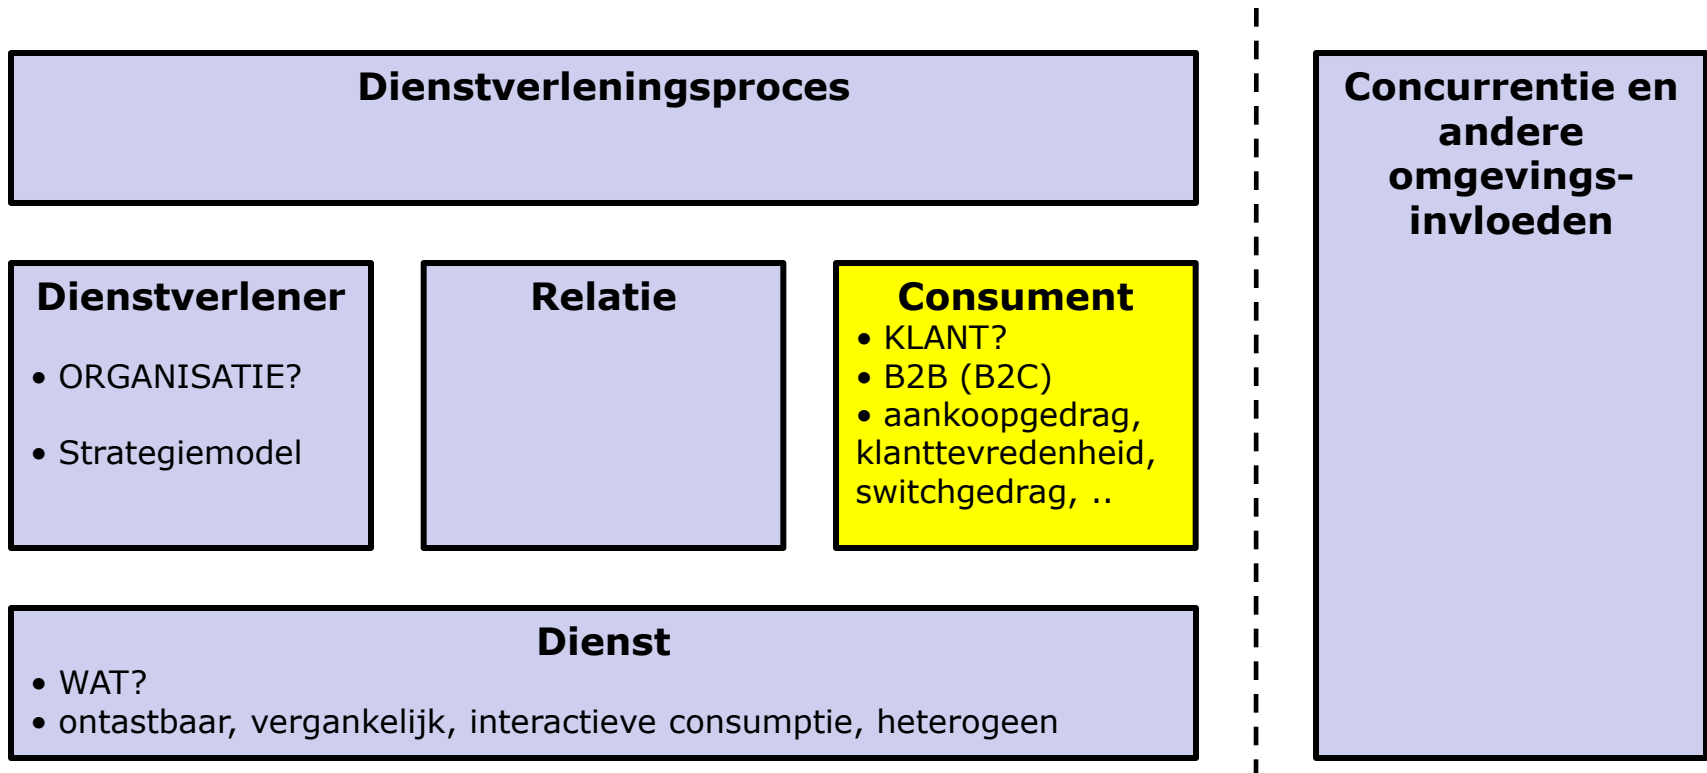 Dienstverleningsproces
Concurrentie en
andere
omgevings-
invloeden
Dienstverlener
• ORGANISATIE?
• Strategiemodel
Relatie
Consument
• KLANT?
• B2B (B2C)
• aankoopgedrag,
klanttevredenheid,
switchgedrag, ..
Dienst
• WAT?
• ontastbaar, vergankelijk, interactieve consumptie, heterogeen